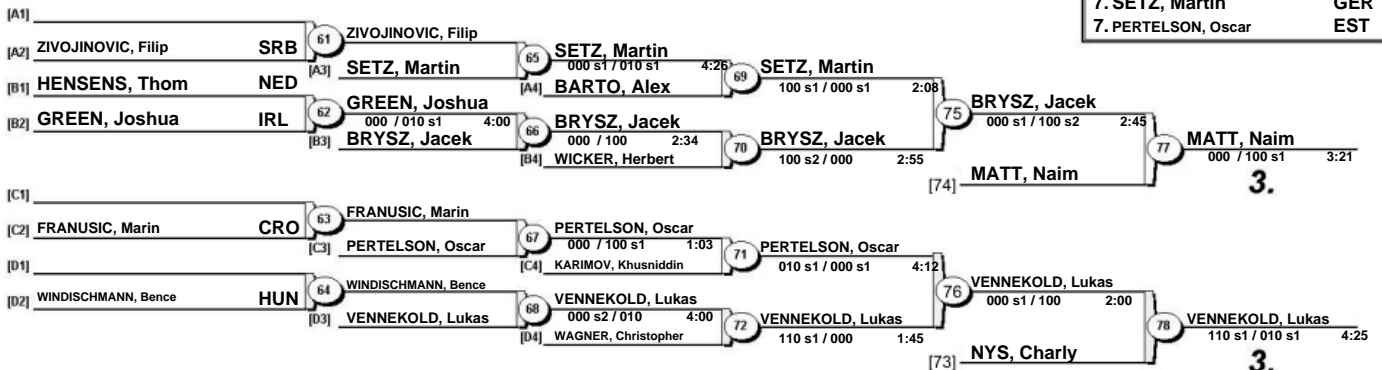 7. SETZ, Martin GER
7. PERTELSON, Oscar EST
[A1]
[A2] ZIVOJINOVIC, Filip SRB
61 ZIVOJINOVIC, Filip
[A3] SETZ, Martin
65 SETZ, Martin
000 s1 / 010 s1 4:26
[A4] BARTO, Alex
69 SETZ, Martin
100 s1 / 000 s1 2:08
[B1] HENSENS, Thom NED
[B2] GREEN, Joshua IRL
62 GREEN, Joshua
000 / 010 s1 4:00
[B3] BRYSZ, Jacek
66 BRYSZ, Jacek
000 / 100 2:34
[B4] WICKER, Herbert
70 BRYSZ, Jacek
100 s2 / 000 2:55
75 BRYSZ, Jacek
000 s1 / 100 s2 2:45
[74] MATT, Naim
77 MATT, Naim
000 / 100 s1 3:21
3.
[C1]
[C2] FRANUSIC, Marin CRO
63 FRANUSIC, Marin
[C3] PERTELSON, Oscar
67 PERTELSON, Oscar
000 / 100 s1 1:03
[C4] KARIMOV, Khusniddin
71 PERTELSON, Oscar
010 s1 / 000 s1 4:12
[D1]
[D2] WINDISCHMANN, Bence HUN
64 WINDISCHMANN, Bence
[D3] VENNEKOLD, Lukas
68 VENNEKOLD, Lukas
000 s2 / 010 4:00
[D4] WAGNER, Christopher
72 VENNEKOLD, Lukas
110 s1 / 000 1:45
76 VENNEKOLD, Lukas
000 s1 / 100 2:00
[73] NYS, Charly
78 VENNEKOLD, Lukas
110 s1 / 010 s1 4:25
3.